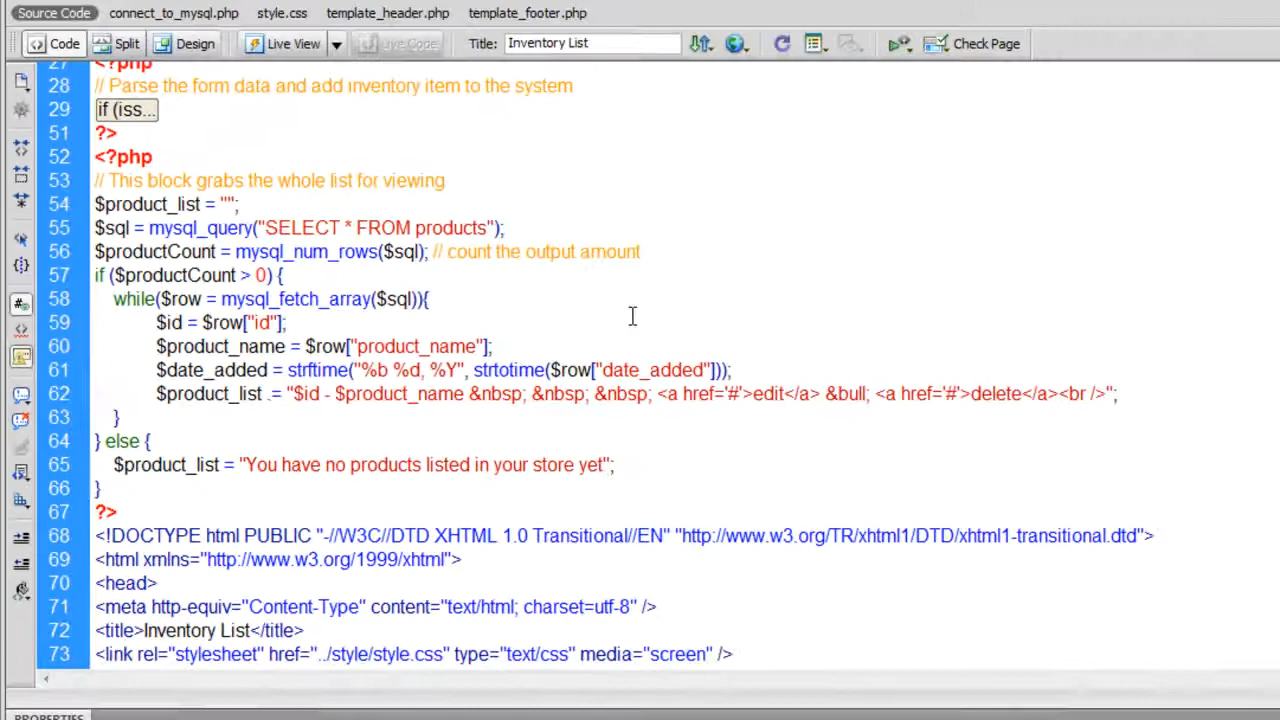 Source Code connect_to_mysql.php style.css template_header.php template_footer.php
Code Split Design Live View Live Code Title: Inventory List Check Page
27 <?php
28 // Parse the form data and add inventory item to the system
29 if (iss...
51 ?>
52 <?php
53 // This block grabs the whole list for viewing
54 $product_list = "";
55 $sql = mysql_query("SELECT * FROM products");
56 $productCount = mysql_num_rows($sql); // count the output amount
57 if ($productCount > 0) {
58 while($row = mysql_fetch_array($sql)){
59 $id = $row["id"];
60 $product_name = $row["product_name"];
61 $date_added = strftime("%b %d, %Y", strtotime($row["date_added"]));
62 $product_list .= "$id - $product_name &nbsp; &nbsp; &nbsp; <a href='#'>edit</a> &bull; <a href='#'>delete</a><br />";
63 }
64 } else {
65 $product_list = "You have no products listed in your store yet";
66 }
67 ?>
68 <!DOCTYPE html PUBLIC "-//W3C//DTD XHTML 1.0 Transitional//EN" "http://www.w3.org/TR/xhtml1/DTD/xhtml1-transitional.dtd">
69 <html xmlns="http://www.w3.org/1999/xhtml">
70 <head>
71 <meta http-equiv="Content-Type" content="text/html; charset=utf-8" />
72 <title>Inventory List</title>
73 <link rel="stylesheet" href="../style/style.css" type="text/css" media="screen" />
PROPERTIES